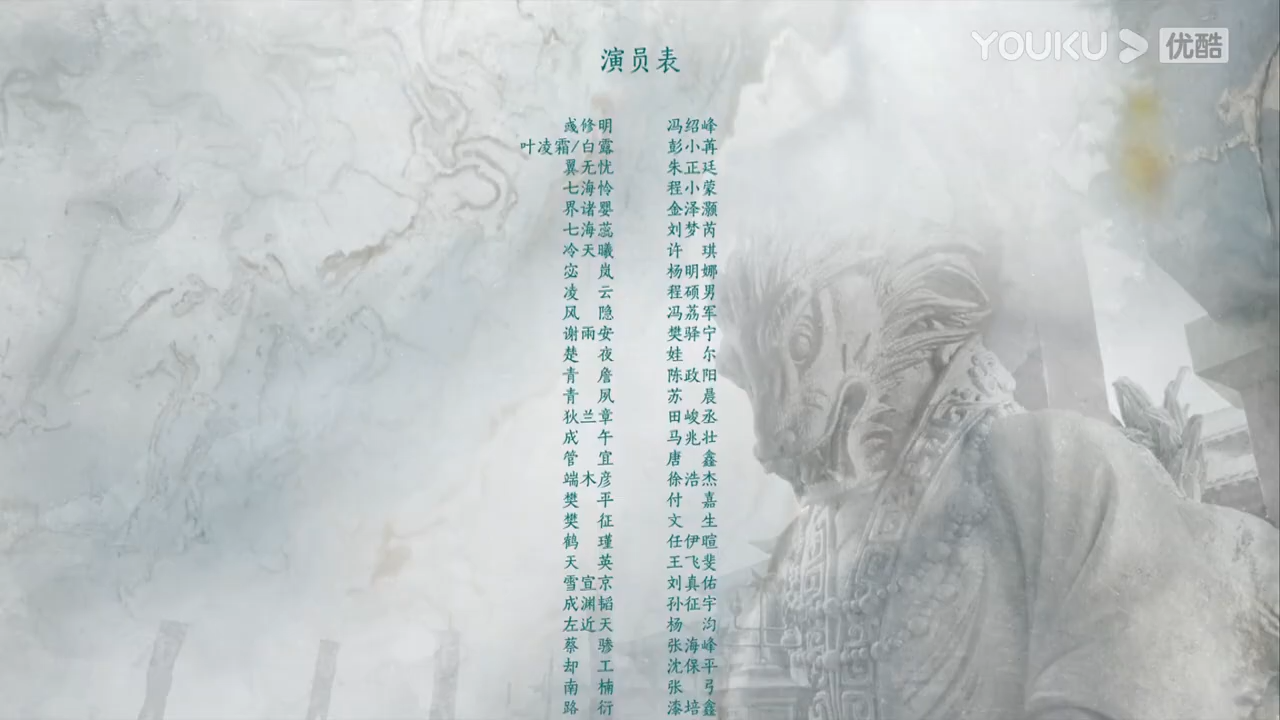 YOUKU 优酷
演员表
彧修明 冯绍峰
叶凌霜/白露 彭小苒
翼无忧 朱正廷
七海怜 程小蒙
界诸婴 金泽灏
七海蕊 刘梦芮
冷天曦 许琪
宓岚 杨明娜
凌云 程硕男
风隐 冯荔军
谢雨安 樊驿宁
楚夜 娃尔
青詹 陈政阳
青夙 苏晨
狄兰章 田峻丞
成午 马兆壮
管宜 唐鑫
端木彦 徐浩杰
樊平 付嘉
樊征 文生
鹤瑾 任伊暄
天英 王飞斐
雪宣京 刘真佑
成渊韬 孙征宇
左近天 杨沟
蔡骖 张海峰
却工 沈保平
南楠 张弓
路衍 漆培鑫